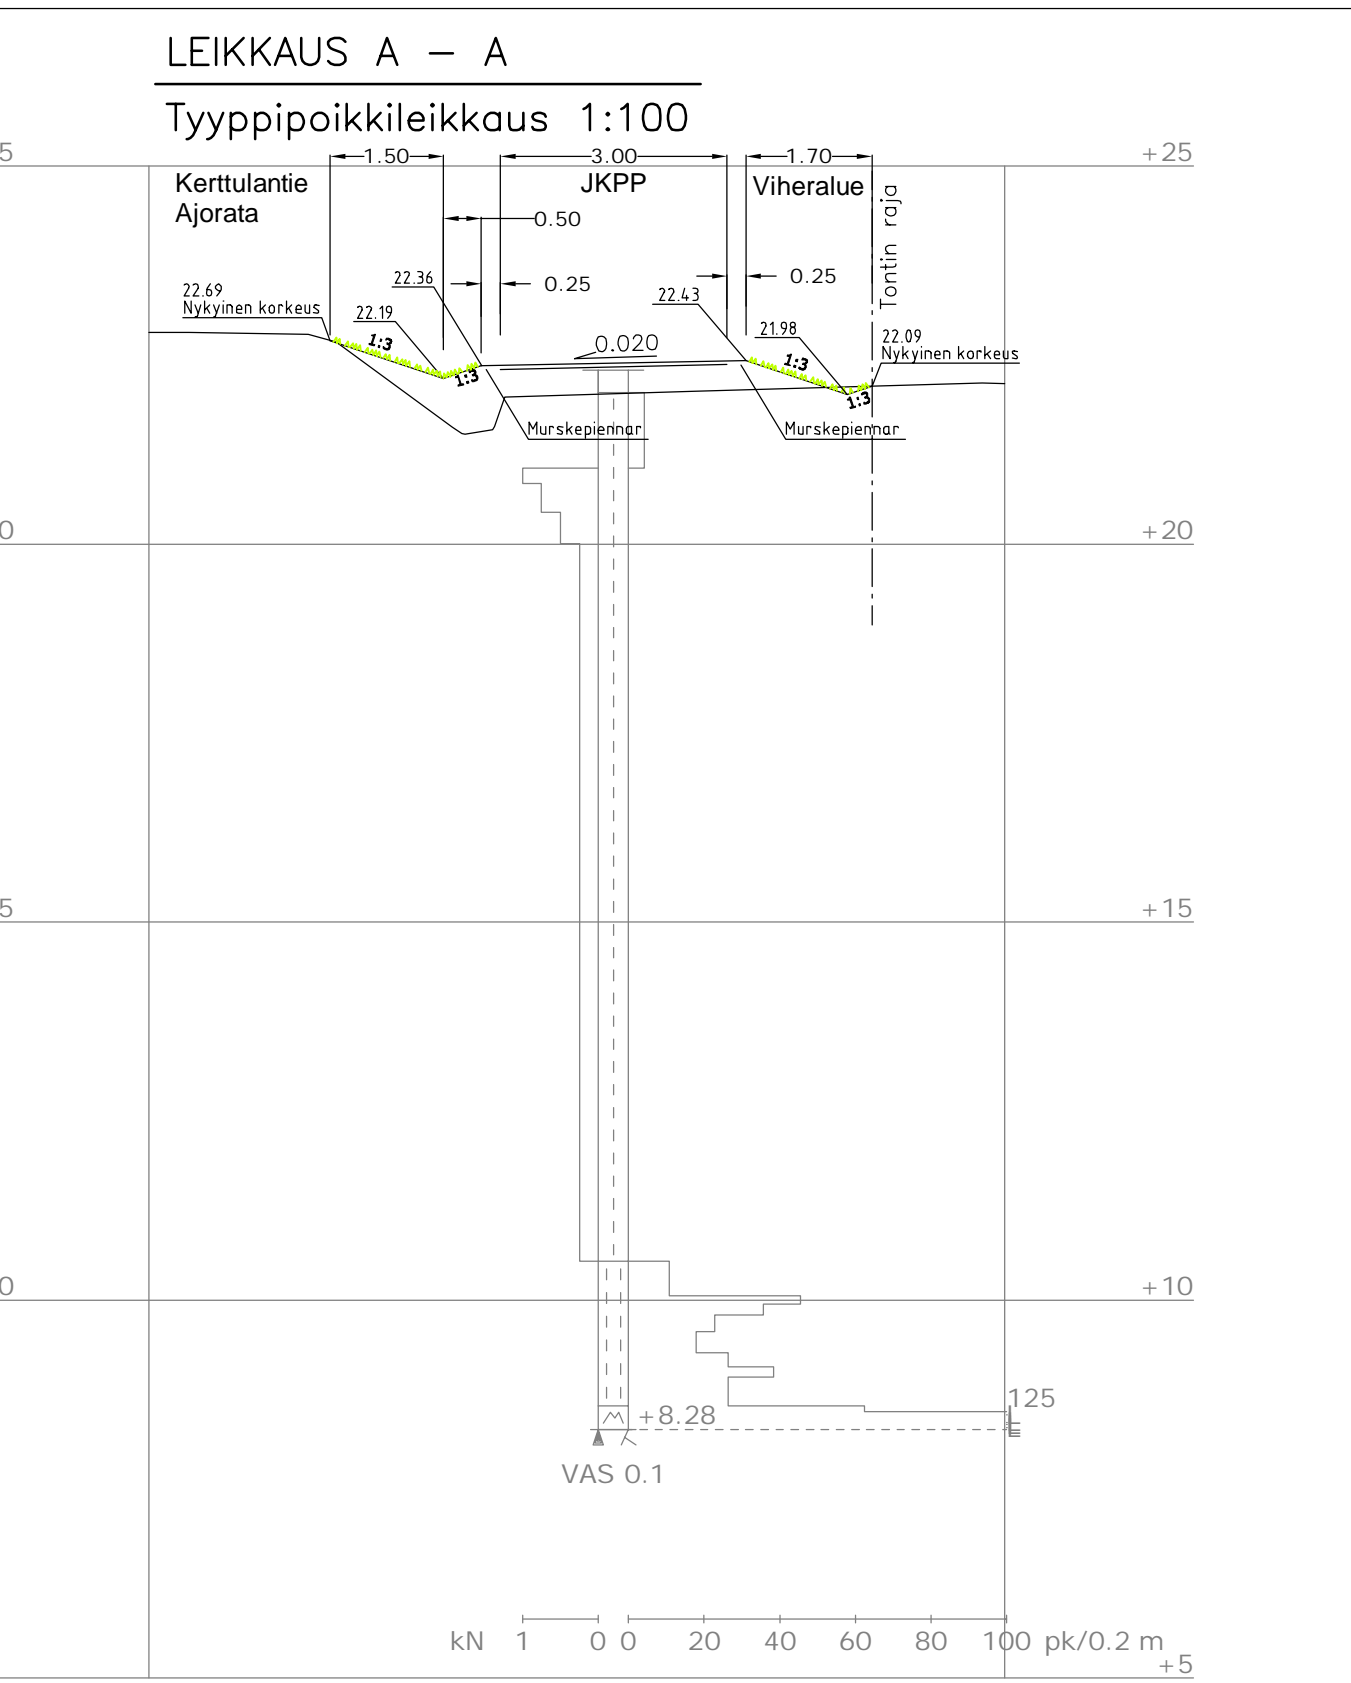 LEIKKAUS A - A
Tyyppipoikkileikkaus 1:100
5
+25
1.50
3.00
1.70
Kerttulantie
Ajorata
JKPP
Viheralue
Tontin raja
0.50
0.25
0.25
22.36
22.43
22.69
Nykyinen korkeus
22.19
21.98
22.09
Nykyinen korkeus
1:3
1:3
0.020
1:3
1:3
Murskepiennar
Murskepiennar
0
+20
5
+15
0
+10
125
+8.28
VAS 0.1
kN 1 0 0 20 40 60 80 100 pk/0.2 m
+5